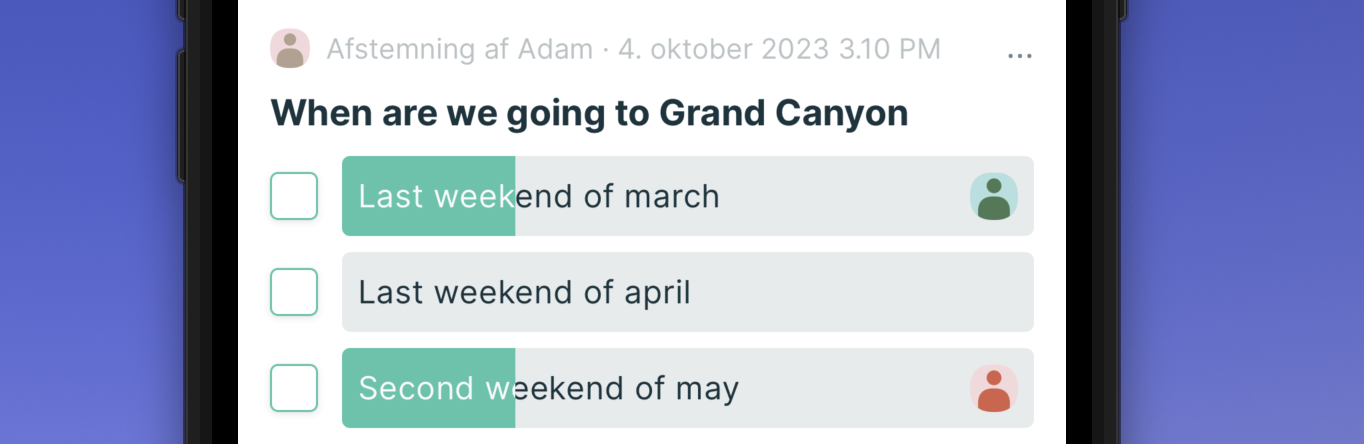 Afstemning af Adam · 4. oktober 2023 3.10 PM
...
When are we going to Grand Canyon
Last weekend of march
Last weekend of april
Second weekend of may